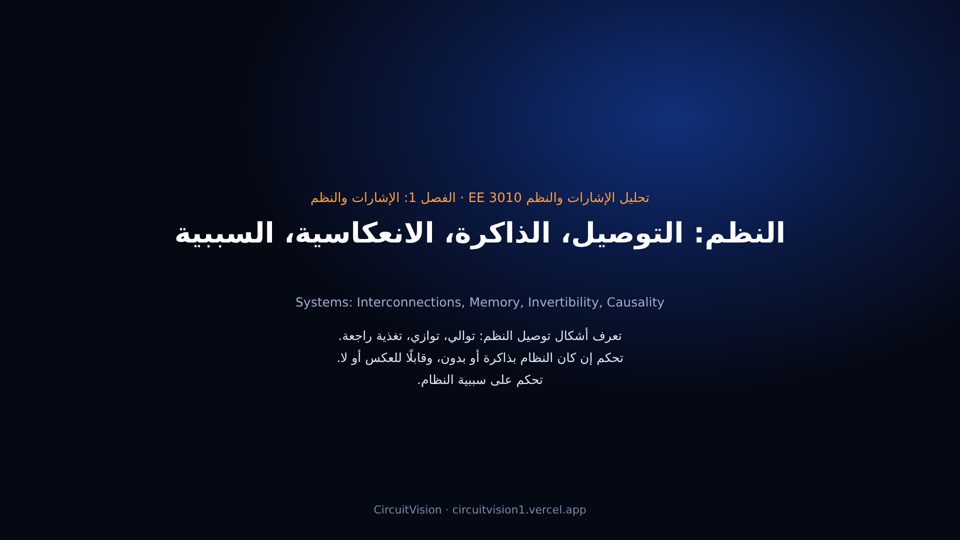 تحليل الإشارات والنظم EE 3010 · الفصل 1: الإشارات والنظم
النظم: التوصيل، الذاكرة، الانعكاسية، السببية
Systems: Interconnections, Memory, Invertibility, Causality
تعرف أشكال توصيل النظم: توالي، توازي، تغذية راجعة.
تحكم إن كان النظام بذاكرة أو بدون، وقابلًا للعكس أو لا.
تحكم على سببية النظام.
CircuitVision · circuitvision1.vercel.app